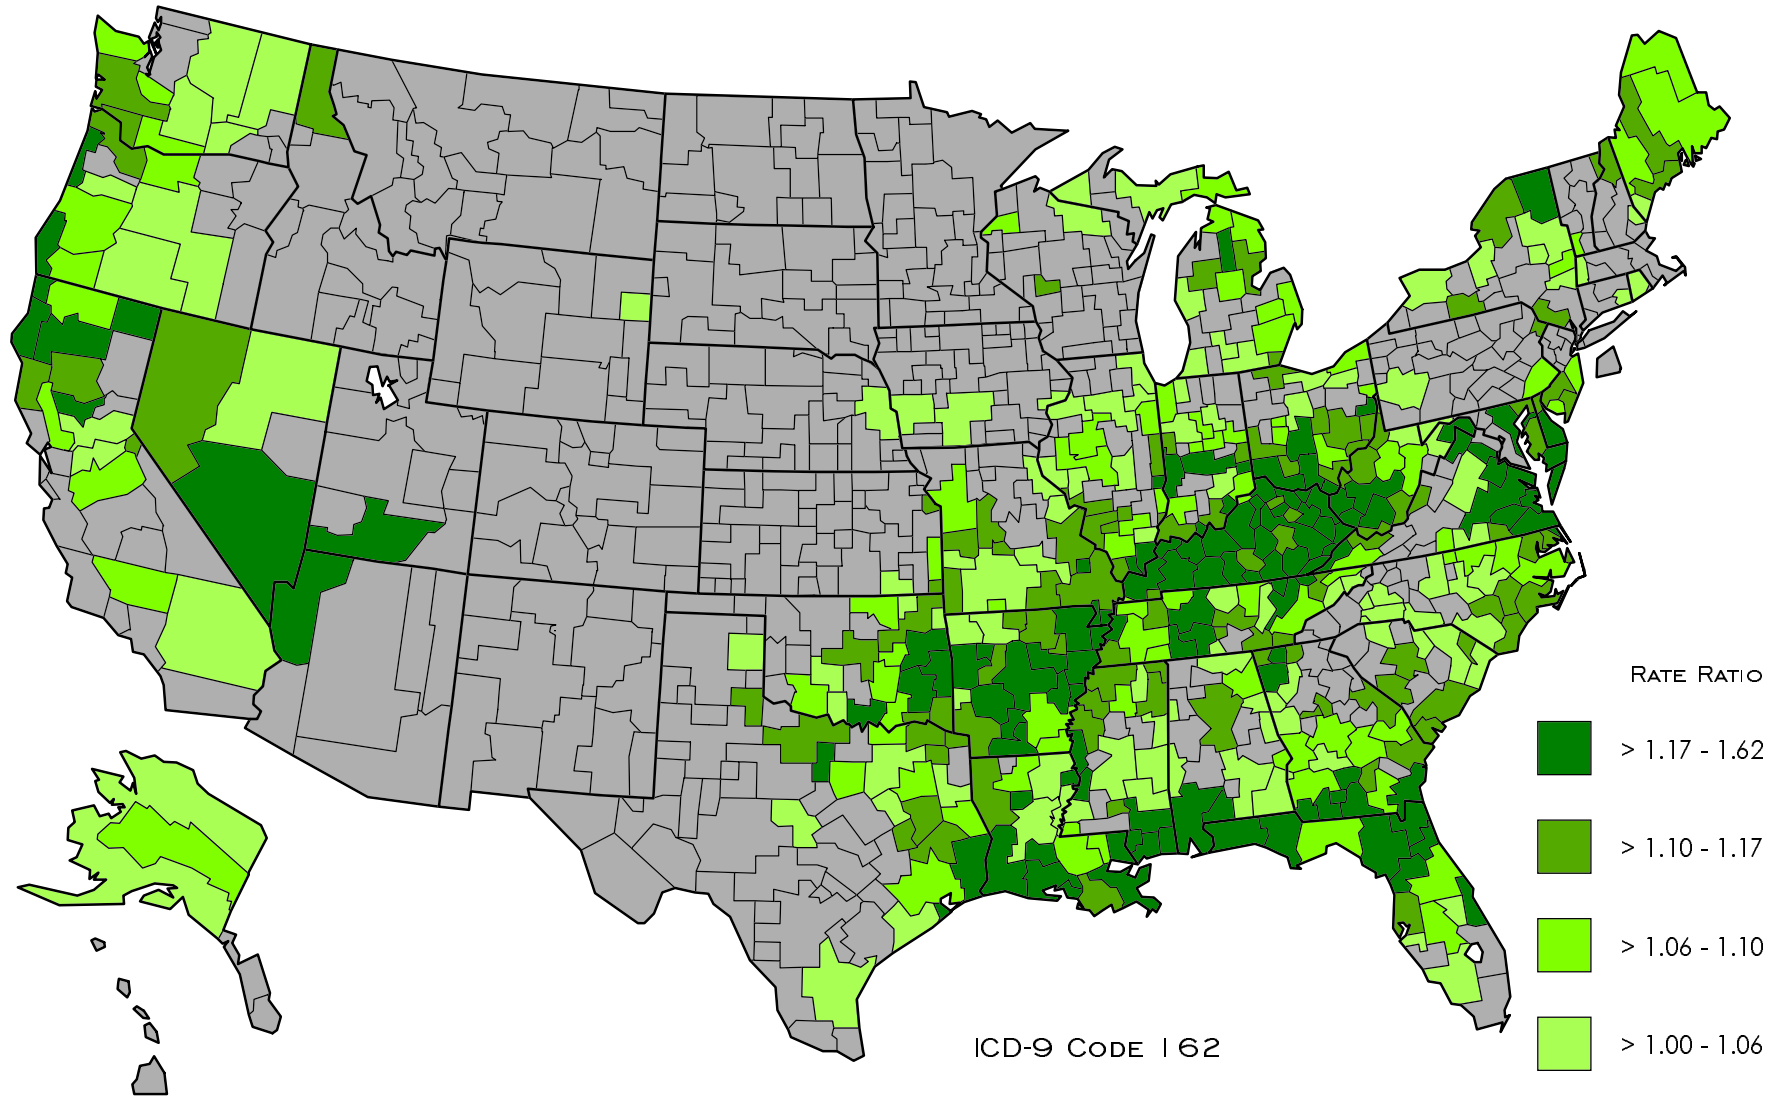 Rate Ratio
> 1.17 - 1.62
> 1.10 - 1.17
> 1.06 - 1.10
> 1.00 - 1.06
ICD-9 Code 162